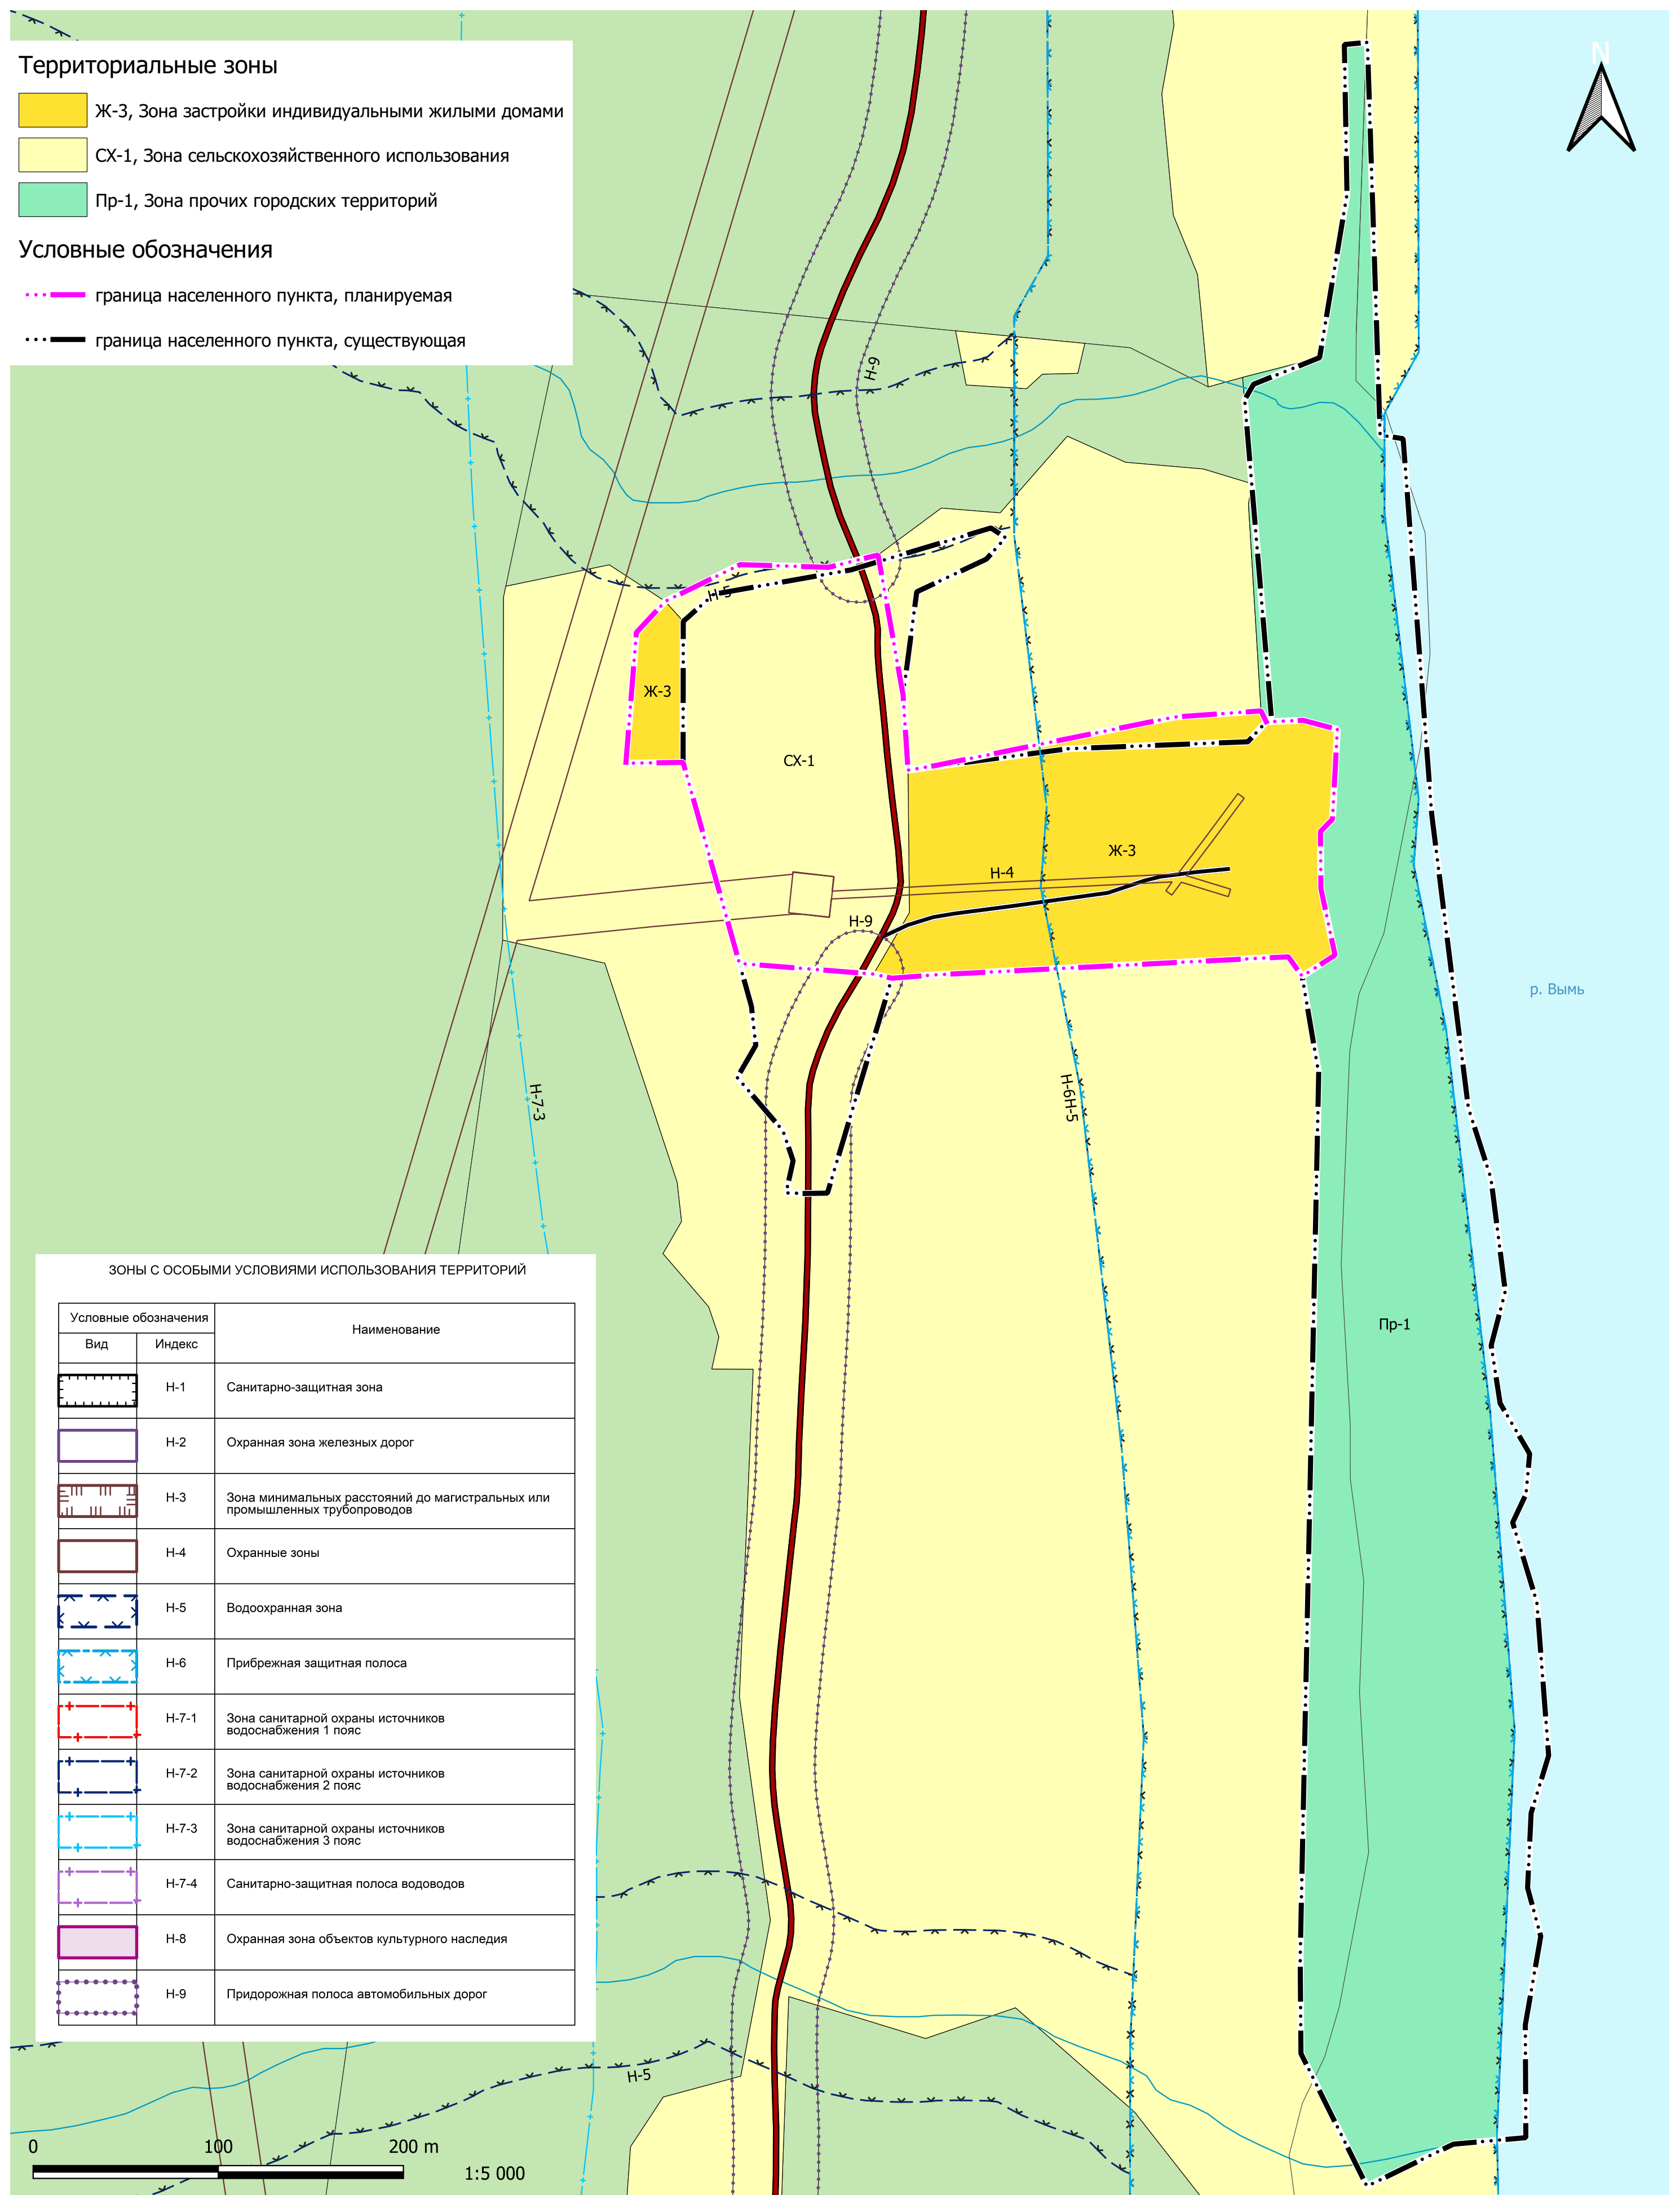 N
Территориальные зоны
Ж-3, Зона застройки индивидуальными жилыми домами
СХ-1, Зона сельскохозяйственного использования
Пр-1, Зона прочих городских территорий
Условные обозначения
граница населенного пункта, планируемая
граница населенного пункта, существующая
Н-9
Н-5
Ж-3
СХ-1
Ж-3
Н-4
Н-9
р. Вымь
Н-7-3
Н-6Н-5
Пр-1
ЗОНЫ С ОСОБЫМИ УСЛОВИЯМИ ИСПОЛЬЗОВАНИЯ ТЕРРИТОРИЙ
Условные обозначения
Наименование
Вид
Индекс
Н-1
Санитарно-защитная зона
Н-2
Охранная зона железных дорог
Н-3
Зона минимальных расстояний до магистральных или
промышленных трубопроводов
Н-4
Охранные зоны
Н-5
Водоохранная зона
Н-6
Прибрежная защитная полоса
Н-7-1
Зона санитарной охраны источников
водоснабжения 1 пояс
Н-7-2
Зона санитарной охраны источников
водоснабжения 2 пояс
Н-7-3
Зона санитарной охраны источников
водоснабжения 3 пояс
Н-7-4
Санитарно-защитная полоса водоводов
Н-8
Охранная зона объектов культурного наследия
Н-9
Придорожная полоса автомобильных дорог
Н-5
0 100 200 m
1:5 000